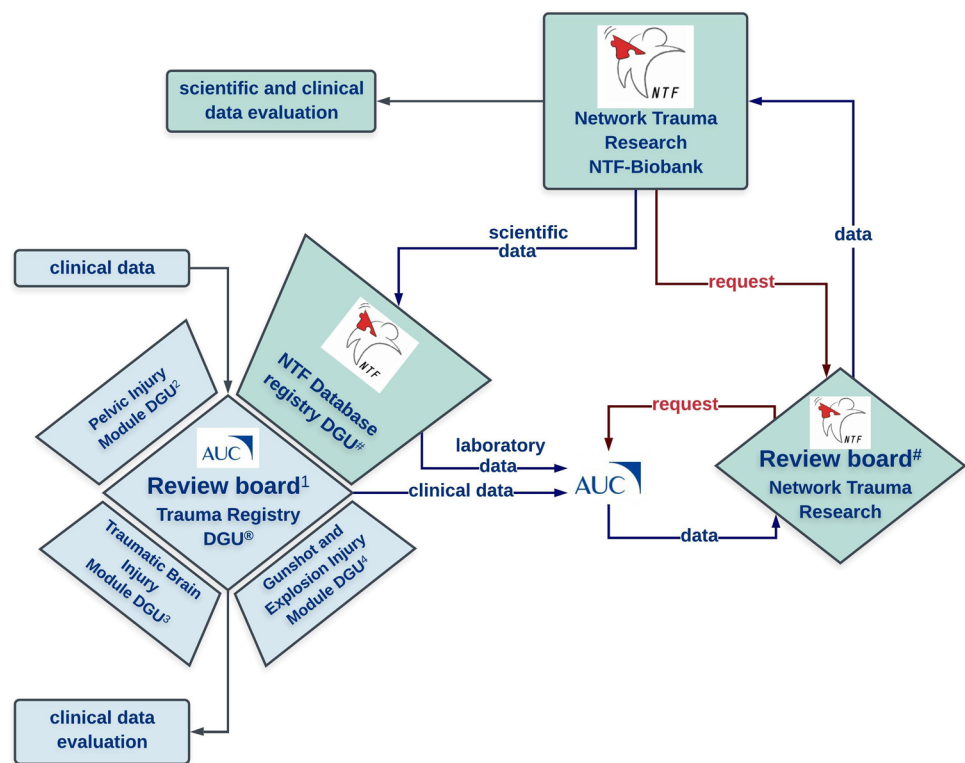 NTF
Network Trauma
Research
NTF-Biobank
scientific and clinical
data evaluation
scientific
data
data
request
clinical data
NTF
NTF Database
registry DGU#
Pelvic Injury
Module DGU²
AUC
Review board¹
Trauma Registry
DGU®
Traumatic Brain
Injury
Module DGU³
Gunshot and
Explosion Injury
Module DGU⁴
laboratory
data
clinical data
request
AUC
data
NTF
Review board#
Network Trauma
Research
clinical data
evaluation